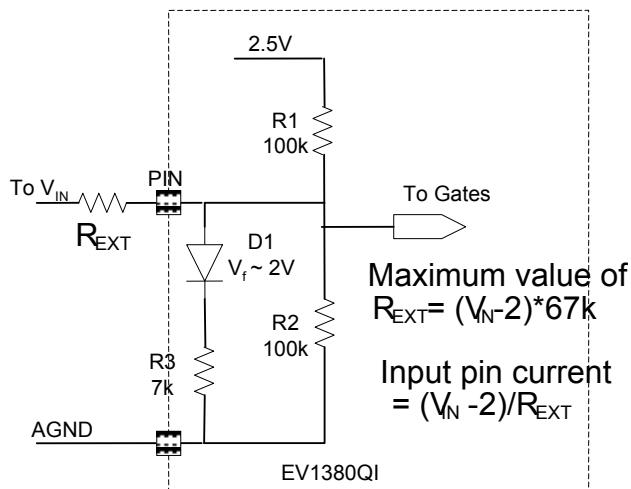 2.5V
R1
100k
To V_IN
PIN
R_EXT
To Gates
D1
V_f ~ 2V
Maximum value of
R_EXT= (V_IN-2)*67k
R2
100k
R3
7k
Input pin current
= (V_IN -2)/R_EXT
AGND
EV1380QI